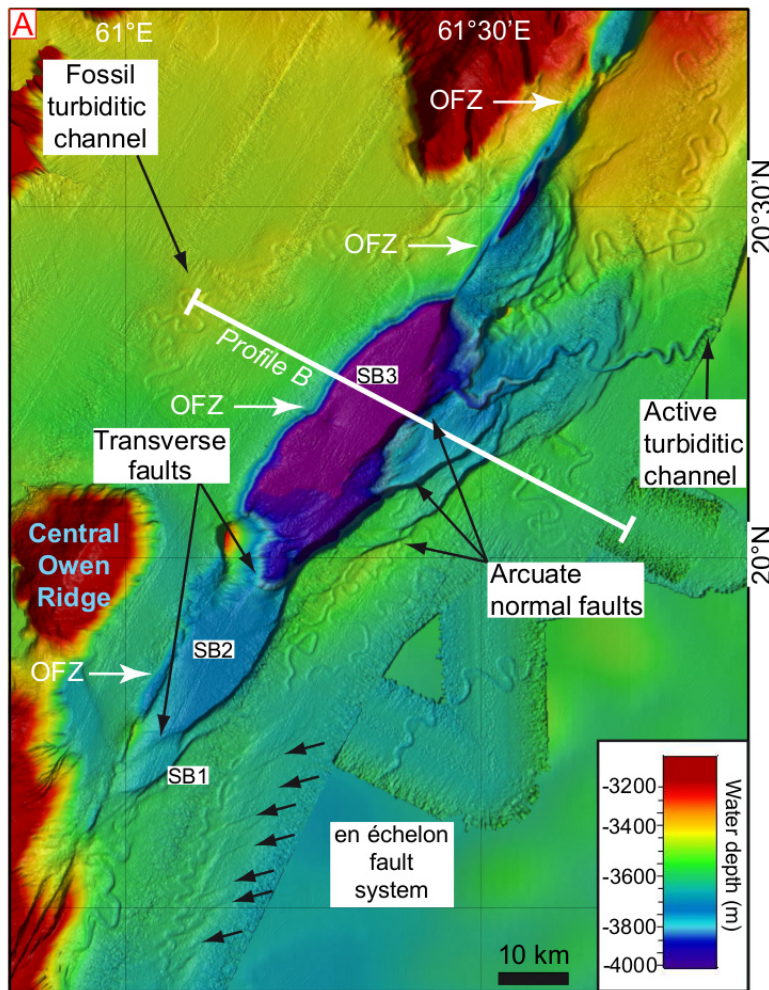 A
61°E
61°30'E
Fossil
turbiditic
channel
OFZ
20°30'N
OFZ
Profile B
SB3
OFZ
Active
turbiditic
channel
Transverse
faults
Central
Owen
Ridge
20°N
Arcuate
normal faults
OFZ
SB2
SB1
en échelon
fault
system
-3200
-3400
-3600
-3800
-4000
Water depth (m)
10 km